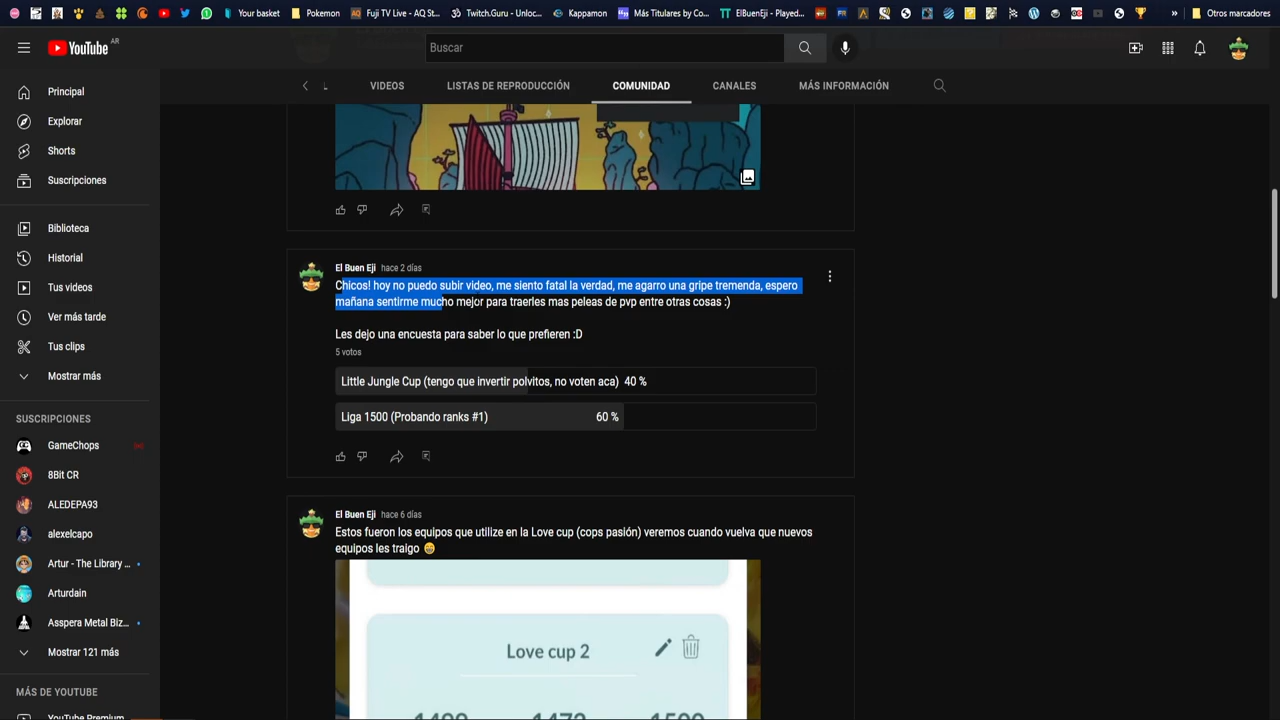 Your basket
Pokemon
Fuji TV Live - AQ St...
Twitch.Guru - Unloc...
Kappamon
Más Titulares by Co...
ElBuenEji - Played...
Otros marcadores
YouTube AR
Buscar
VIDEOS
LISTAS DE REPRODUCCIÓN
COMUNIDAD
CANALES
MÁS INFORMACIÓN
Principal
Explorar
Shorts
Suscripciones
Biblioteca
Historial
Tus videos
Ver más tarde
Tus clips
Mostrar más
SUSCRIPCIONES
GameChops
8Bit CR
ALEDEPA93
alexelcapo
Artur - The Library ...
Arturdain
Asspera Metal Biz...
Mostrar 121 más
MÁS DE YOUTUBE
YouTube Premium
El Buen Eji hace 2 días
Chicos! hoy no puedo subir video, me siento fatal la verdad, me agarro una gripe tremenda, espero
mañana sentirme mucho mejor para traerles mas peleas de pvp entre otras cosas :)
Les dejo una encuesta para saber lo que prefieren :D
5 votos
Little Jungle Cup (tengo que invertir polvitos, no voten aca) 40 %
Liga 1500 (Probando ranks #1) 60 %
El Buen Eji hace 6 días
Estos fueron los equipos que utilize en la Love cup (cops pasión) veremos cuando vuelva que nuevos
equipos les traigo 😁
Love cup 2